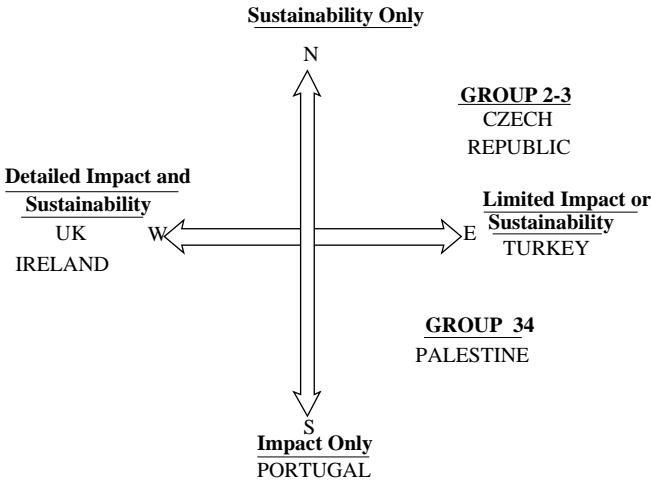 Sustainability Only
N
GROUP 2-3
CZECH
REPUBLIC
Detailed Impact and
Sustainability
UK
IRELAND
W
E
Limited Impact or
Sustainability
TURKEY
GROUP 34
PALESTINE
S
Impact Only
PORTUGAL